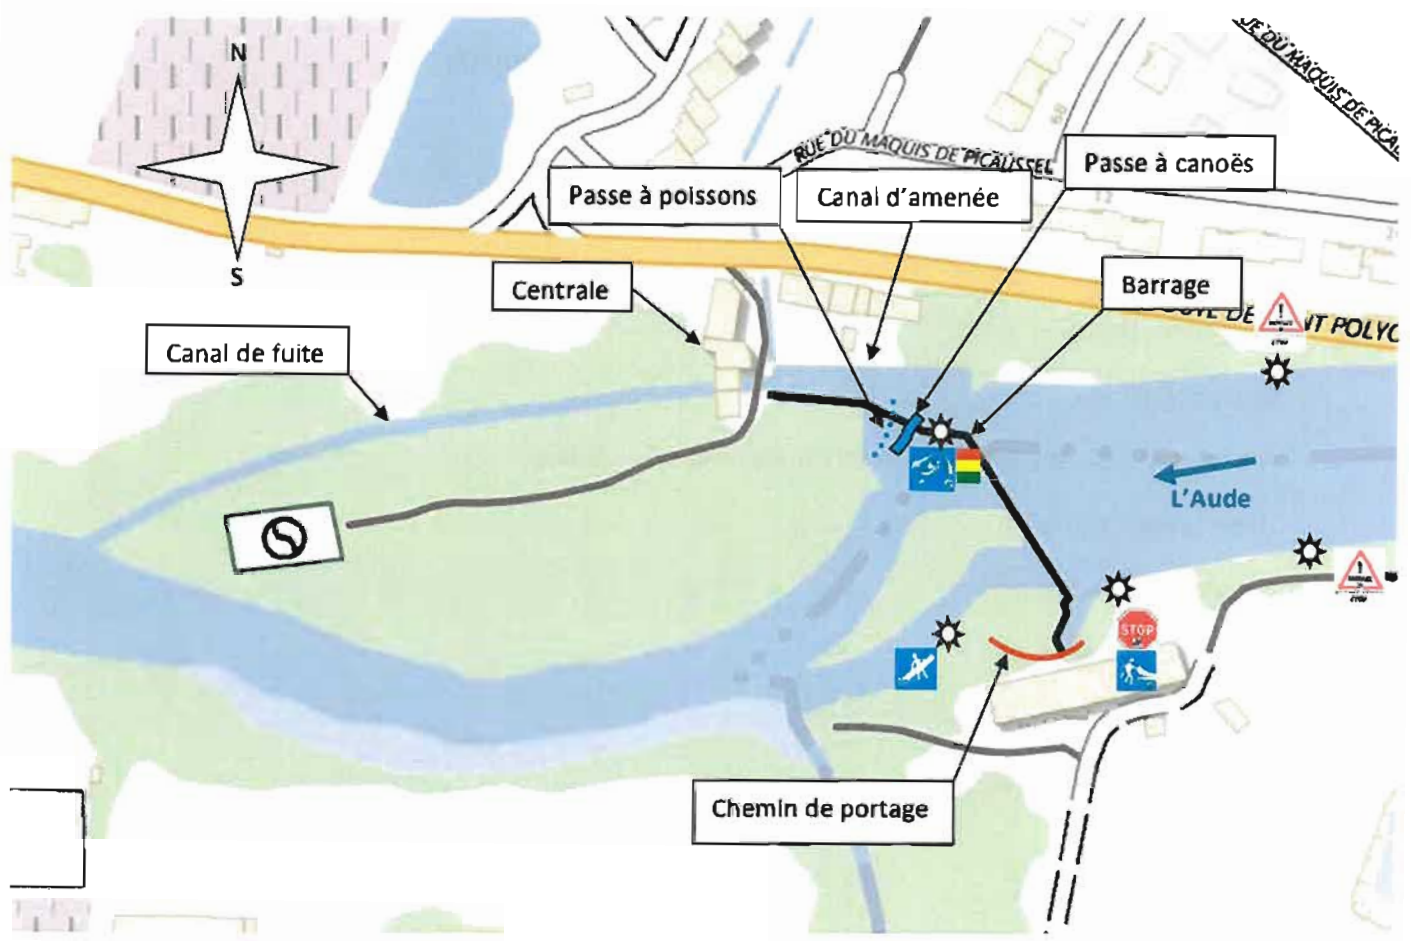 N
S
RUE DU MAQUIS DE PICAUSSEL
Passe à canoës
Passe à poissons
Canal d'amenée
12
Centrale
Barrage
Canal de fuite
L'Aude
STOP
Chemin de portage